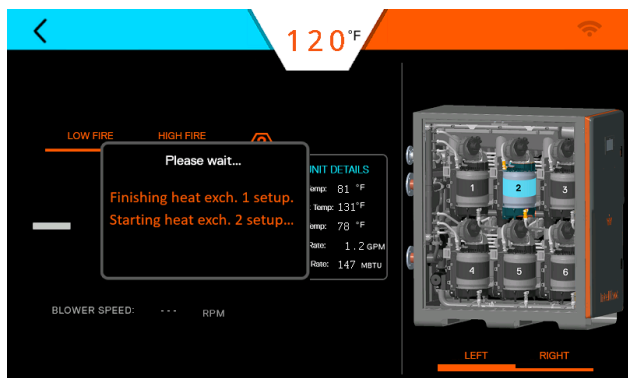 120°F
LOW FIRE HIGH FIRE
Please wait...
Finishing heat exch. 1 setup.
Starting heat exch. 2 setup...
UNIT DETAILS
emp: 81 °F
Temp: 131°F
emp: 78 °F
Rate: 1.2 GPM
Rate: 147 MBTU
BLOWER SPEED: --- RPM
1 2 3
4 5 6
LEFT RIGHT